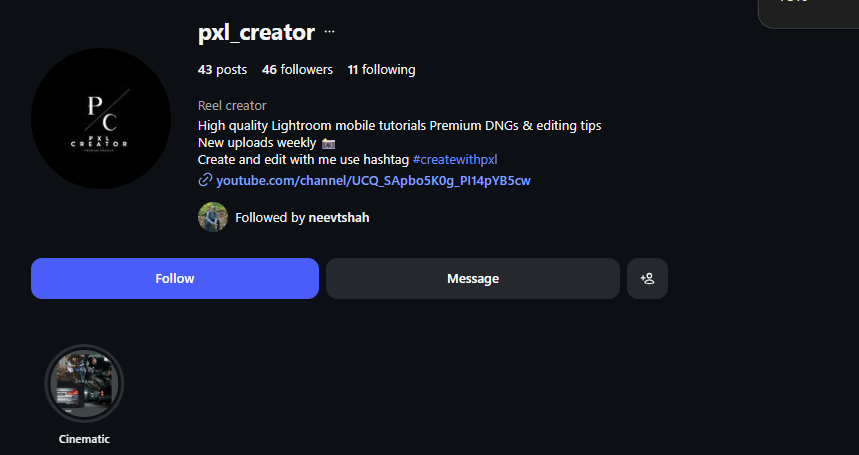 pxl_creator ...
43 posts 46 followers 11 following
Reel creator
High quality Lightroom mobile tutorials Premium DNGs & editing tips
New uploads weekly 📸
Create and edit with me use hashtag #createwithpxl
youtube.com/channel/UCQ_SApbo5K0g_PI14pYB5cw
P
C
PXL
CREATOR
Followed by neevtshah
Follow Message
Cinematic